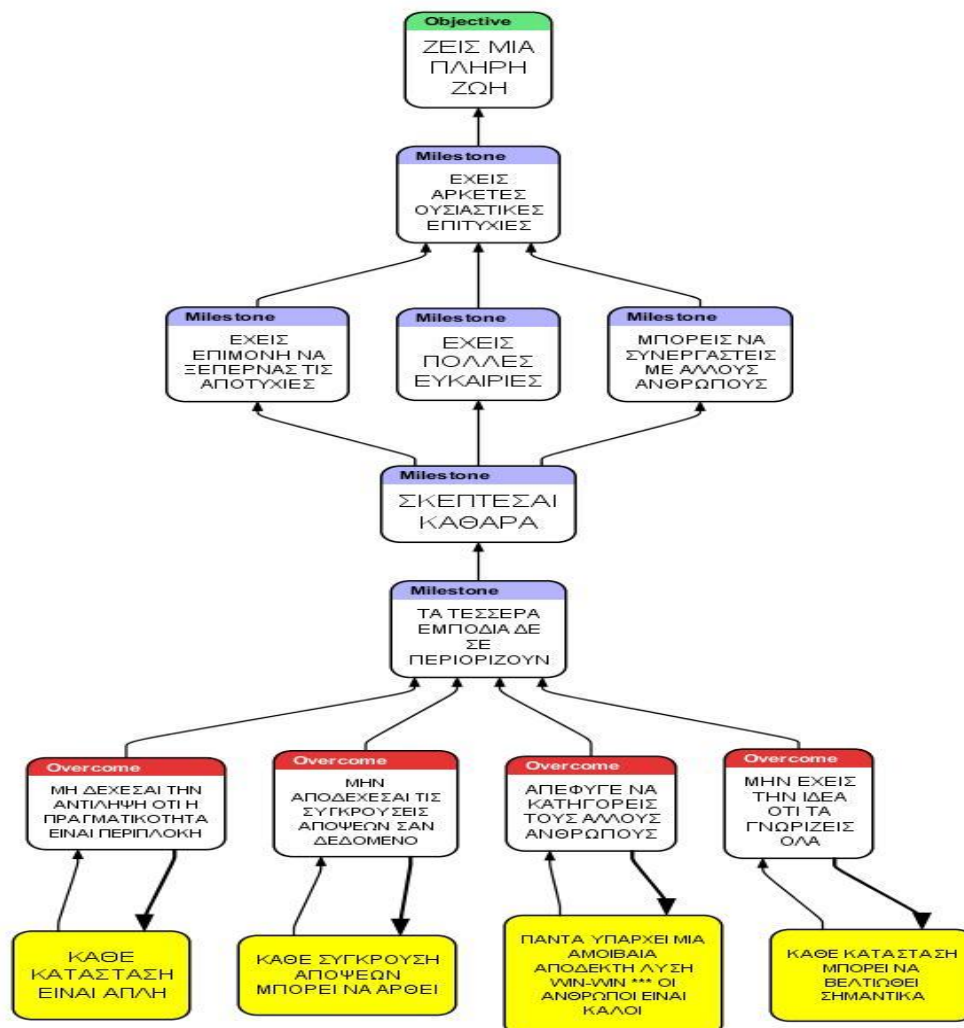 Objective
ΖΕΙΣ ΜΙΑ
ΠΛΗΡΗ
ΖΩΗ
Milestone
ΕΧΕΙΣ
ΑΡΚΕΤΕΣ
ΟΥΣΙΑΣΤΙΚΕΣ
ΕΠΙΤΥΧΙΕΣ
Milestone
ΕΧΕΙΣ
ΕΠΙΜΟΝΗ ΝΑ
ΞΕΠΕΡΝΑΣ ΤΙΣ
ΑΠΟΤΥΧΙΕΣ
Milestone
ΕΧΕΙΣ
ΠΟΛΛΕΣ
ΕΥΚΑΙΡΙΕΣ
Milestone
ΜΠΟΡΕΙΣ ΝΑ
ΣΥΝΕΡΓΑΣΤΕΙΣ
ΜΕ ΑΛΛΟΥΣ
ΑΝΘΡΩΠΟΥΣ
Milestone
ΣΚΕΠΤΕΣΑΙ
ΚΑΘΑΡΑ
Milestone
ΤΑ ΤΕΣΣΕΡΑ
ΕΜΠΟΔΙΑ ΔΕ
ΣΕ
ΠΕΡΙΟΡΙΖΟΥΝ
Overcome
ΜΗ ΔΕΧΕΣΑΙ ΤΗΝ
ΑΝΤΙΛΗΨΗ ΟΤΙ Η
ΠΡΑΓΜΑΤΙΚΟΤΗΤΑ
ΕΙΝΑΙ ΠΕΡΙΠΛΟΚΗ
Overcome
ΜΗΝ
ΑΠΟΔΕΧΕΣΑΙ ΤΙΣ
ΣΥΓΚΡΟΥΣΕΙΣ
ΑΠΟΨΕΩΝ ΣΑΝ
ΔΕΔΟΜΕΝΟ
Overcome
ΑΠΕΦΥΓΕ ΝΑ
ΚΑΤΗΓΟΡΕΙΣ
ΤΟΥΣ ΑΛΛΟΥΣ
ΑΝΘΡΩΠΟΥΣ
Overcome
ΜΗΝ ΕΧΕΙΣ
ΤΗΝ ΙΔΕΑ
ΟΤΙ ΤΑ
ΓΝΩΡΙΖΕΙΣ
ΟΛΑ
ΚΑΘΕ
ΚΑΤΑΣΤΑΣΗ
ΕΙΝΑΙ ΑΠΛΗ
ΚΑΘΕ ΣΥΓΚΡΟΥΣΗ
ΑΠΟΨΕΩΝ
ΜΠΟΡΕΙ ΝΑ ΑΡΘΕΙ
ΠΑΝΤΑ ΥΠΑΡΧΕΙ ΜΙΑ
ΑΜΟΙΒΑΙΑ
ΑΠΟΔΕΚΤΗ ΛΥΣΗ
WIN-WIN *** ΟΙ
ΑΝΘΡΩΠΟΙ ΕΙΝΑΙ
ΚΑΛΟΙ
ΚΑΘΕ ΚΑΤΑΣΤΑΣΗ
ΜΠΟΡΕΙ ΝΑ
ΒΕΛΤΙΩΘΕΙ
ΣΗΜΑΝΤΙΚΑ